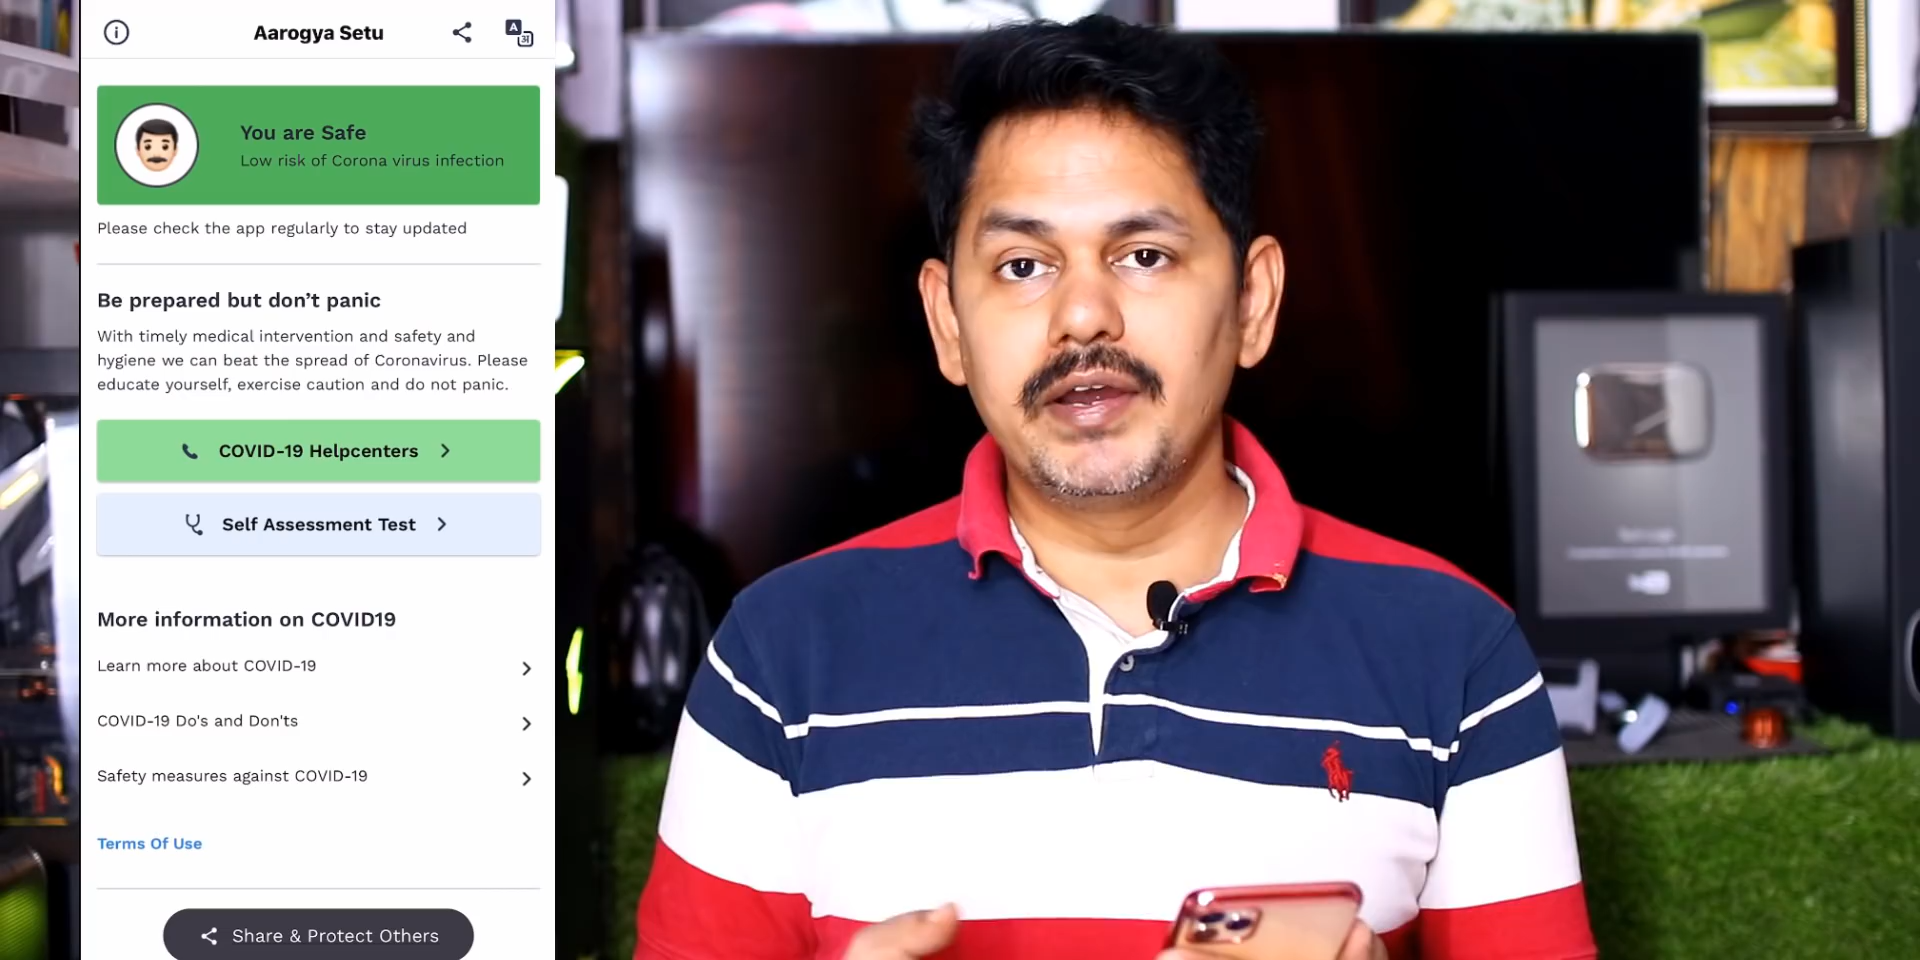 Aarogya Setu
You are Safe
Low risk of Corona virus infection
Please check the app regularly to stay updated
Be prepared but don’t panic
With timely medical intervention and safety and
hygiene we can beat the spread of Coronavirus. Please
educate yourself, exercise caution and do not panic.
COVID-19 Helpcenters
Self Assessment Test
More information on COVID19
Learn more about COVID-19
COVID-19 Do's and Don'ts
Safety measures against COVID-19
Terms Of Use
Share & Protect Others